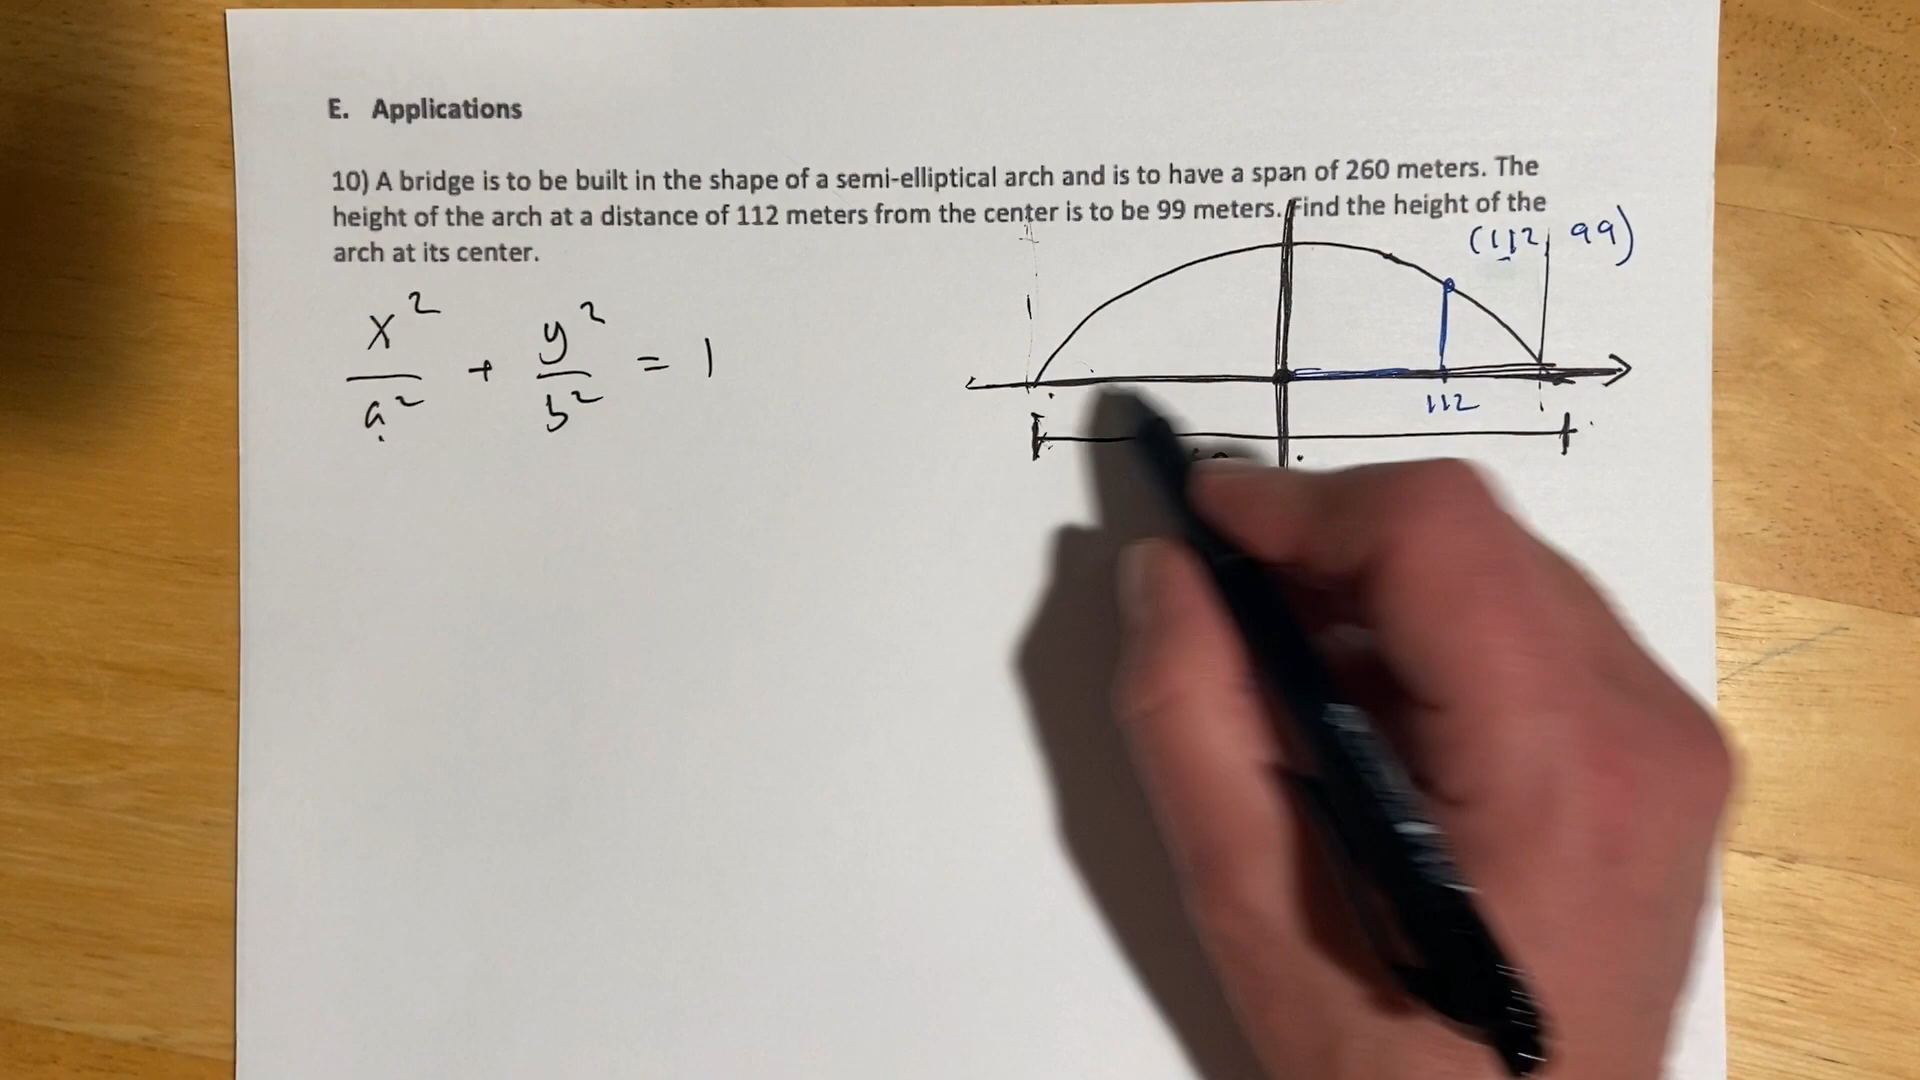 E. Applications
10) A bridge is to be built in the shape of a semi-elliptical arch and is to have a span of 260 meters. The
height of the arch at a distance of 112 meters from the center is to be 99 meters. Find the height of the
arch at its center.
(112, 99)
x² / a² + y² / b² = 1
112